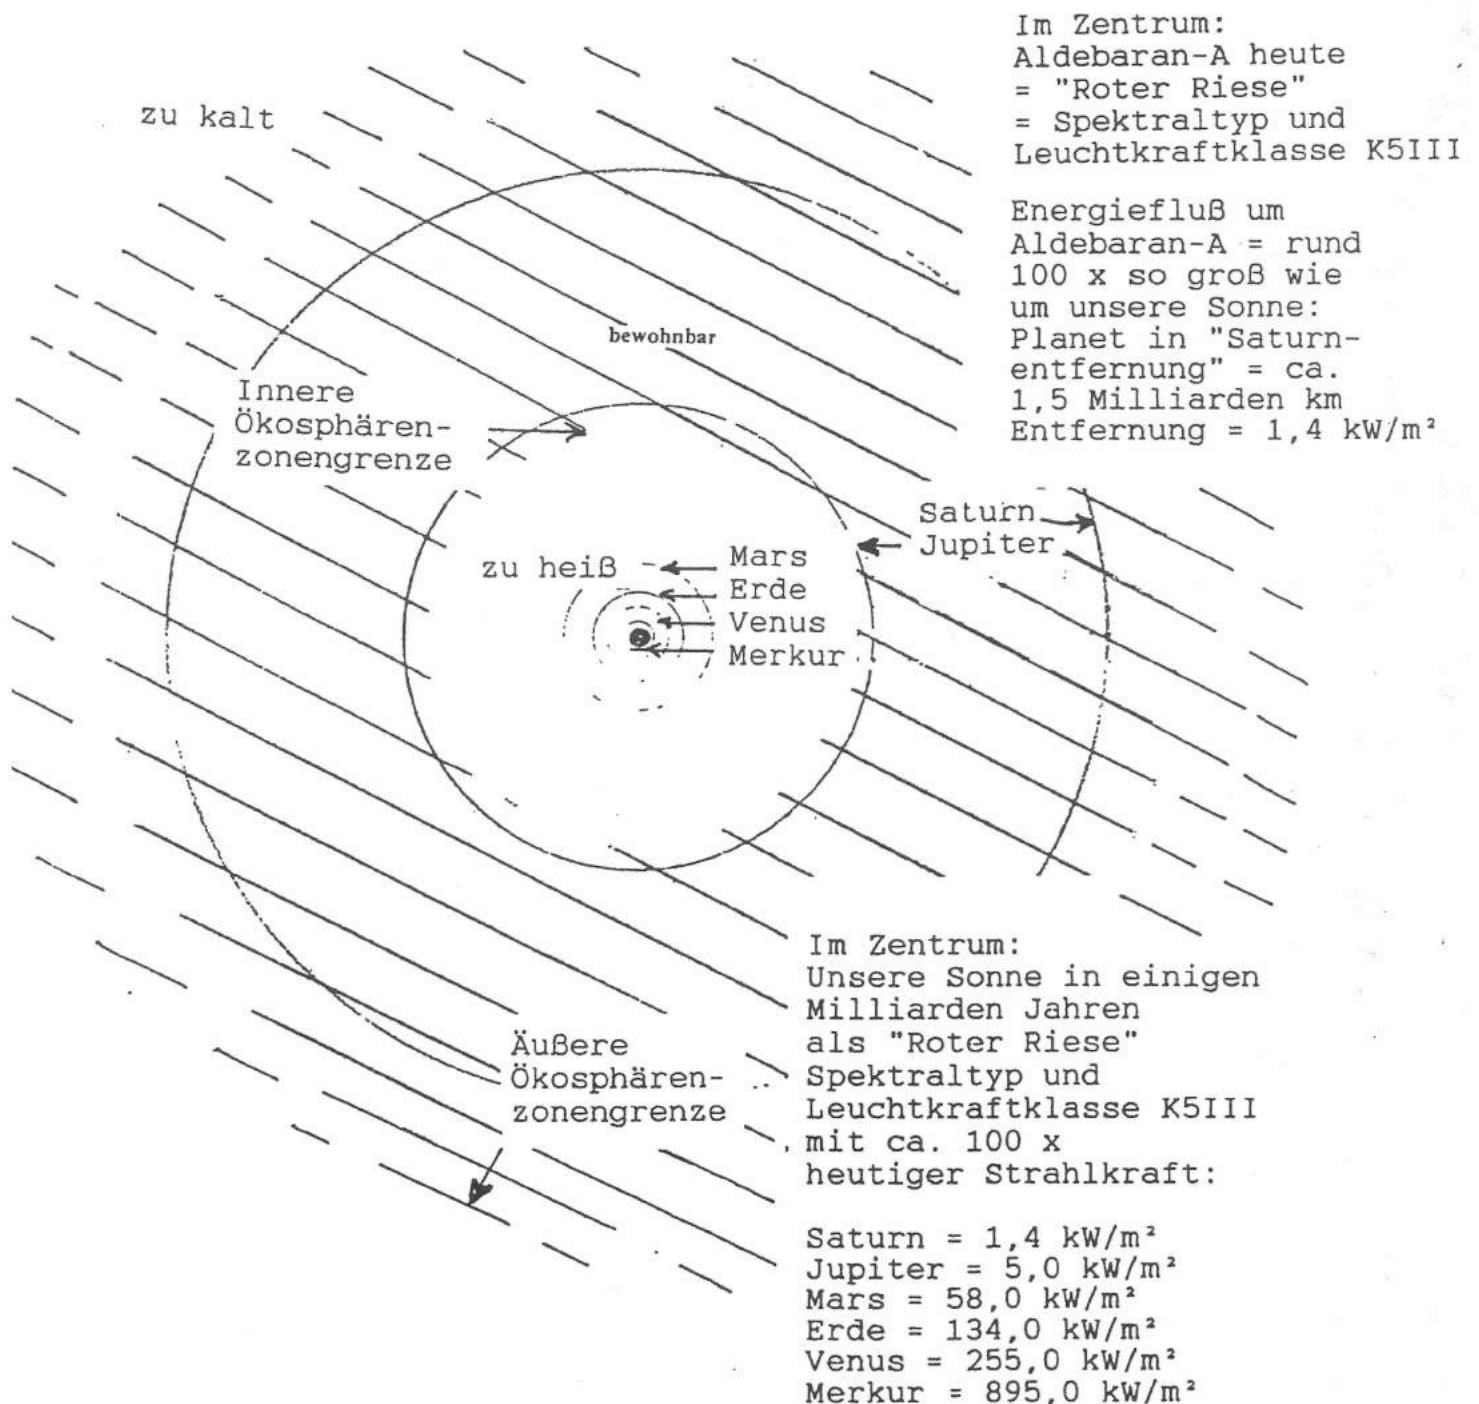 Im Zentrum:
Aldebaran-A heute
= "Roter Riese"
= Spektraltyp und
Leuchtkraftklasse K5III
Energiefluß um
Aldebaran-A = rund
100 x so groß wie
um unsere Sonne:
Planet in "Saturn-
entfernung" = ca.
1,5 Milliarden km
Entfernung = 1,4 kW/m²
zu kalt
bewohnbar
Innere
Ökosphären-
zonengrenze
Saturn
Jupiter
zu heiß
Mars
Erde
Venus
Merkur
Äußere
Ökosphären-
zonengrenze
Im Zentrum:
Unsere Sonne in einigen
Milliarden Jahren
als "Roter Riese"
Spektraltyp und
Leuchtkraftklasse K5III
mit ca. 100 x
heutiger Strahlkraft:
Saturn = 1,4 kW/m²
Jupiter = 5,0 kW/m²
Mars = 58,0 kW/m²
Erde = 134,0 kW/m²
Venus = 255,0 kW/m²
Merkur = 895,0 kW/m²